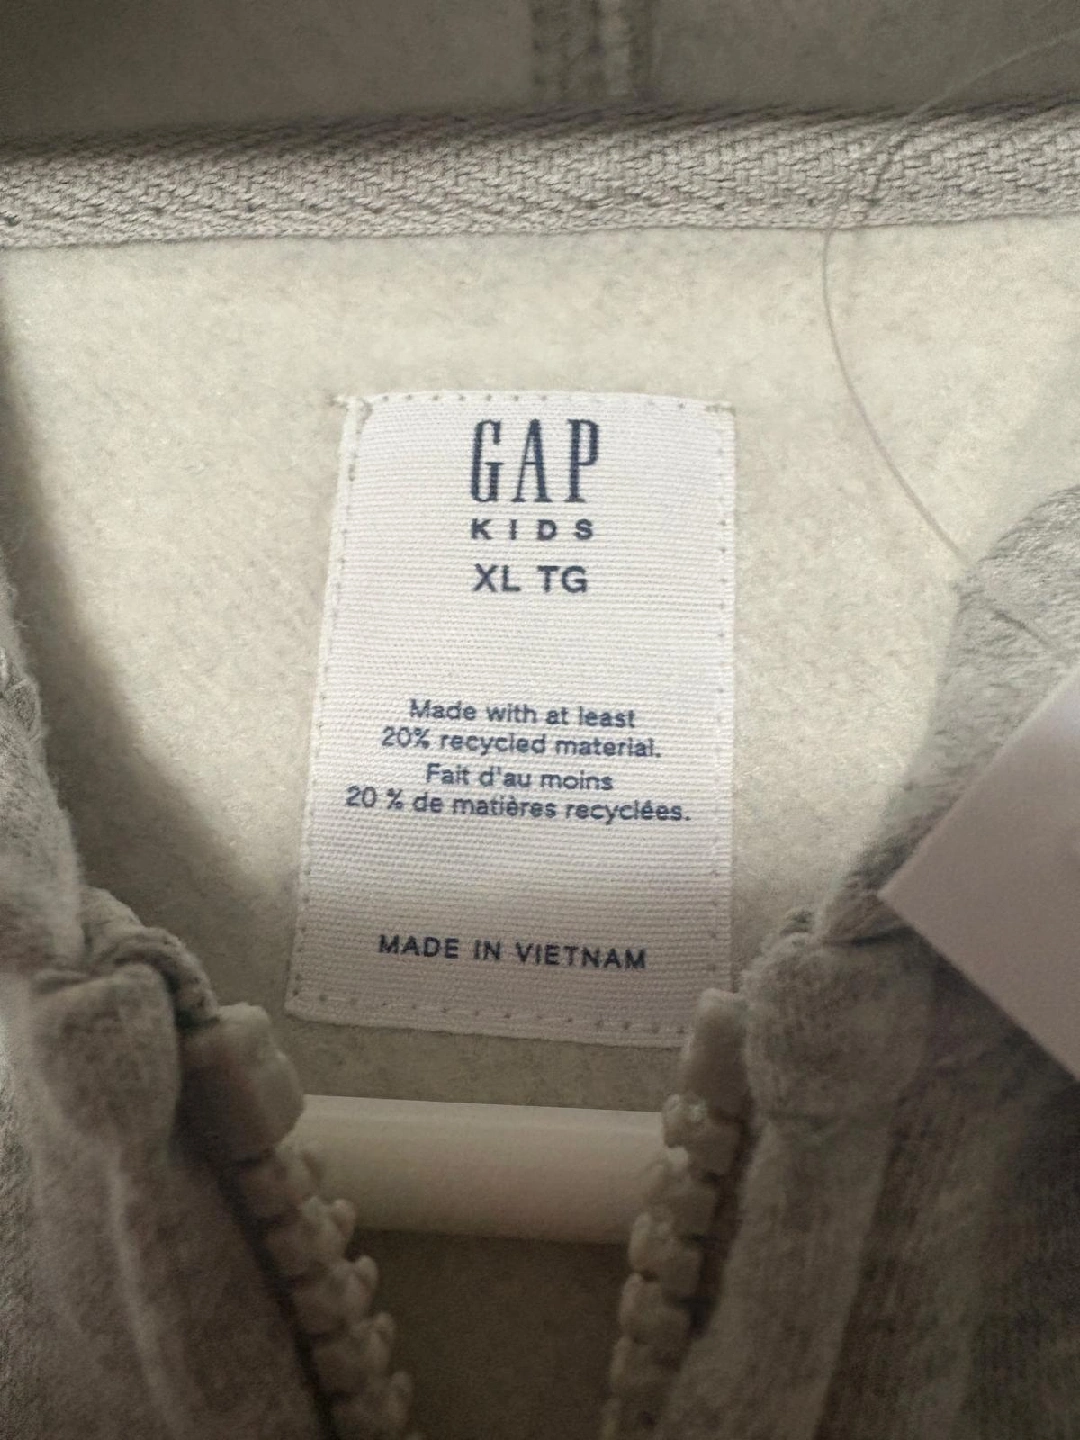 GAP
KIDS
XL TG
Made with at least
20% recycled material.
Fait d'au moins
20 % de matières recyclées.
MADE IN VIETNAM